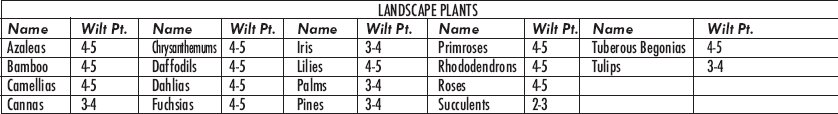 LANDSCAPE PLANTS
Name Wilt Pt. Name Wilt Pt. Name Wilt Pt. Name Wilt Pt. Name Wilt Pt.
Azaleas 4-5 Chrysanthemums 4-5 Iris 3-4 Primroses 4-5 Tuberous Begonias 4-5
Bamboo 4-5 Daffodils 4-5 Lilies 4-5 Rhododendrons 4-5 Tulips 3-4
Camellias 4-5 Dahlias 4-5 Palms 3-4 Roses 4-5
Cannas 3-4 Fuchsias 4-5 Pines 3-4 Succulents 2-3